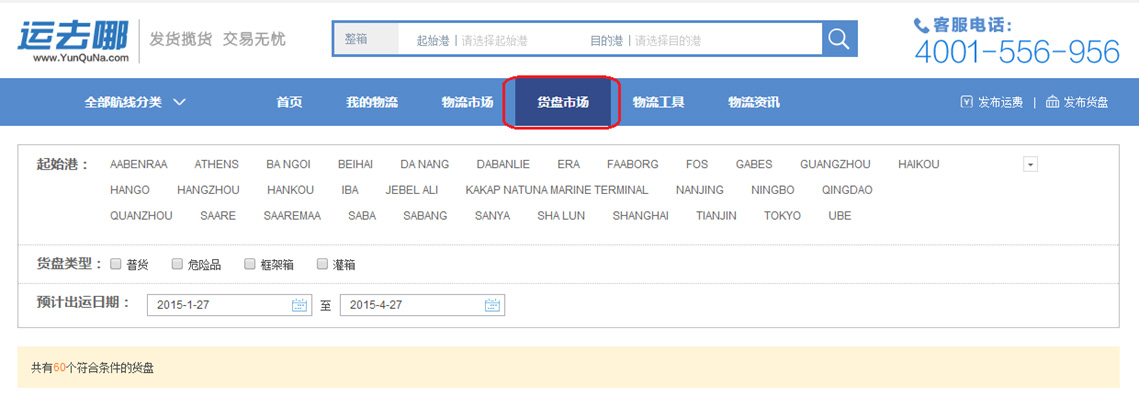 运去哪
www.YunQuNa.com
发货揽货 交易无忧
整箱 起始港 | 请选择起始港 目的港 | 请选择目的港
客服电话：
4001-556-956
全部航线分类 首页 我的物流 物流市场 货盘市场 物流工具 物流资讯 发布运费 | 发布货盘
起始港： AABENRAA ATHENS BA NGOI BEIHAI DA NANG DABANLIE ERA FAABORG FOS GABES GUANGZHOU HAIKOU
HANGO HANGZHOU HANKOU IBA JEBEL ALI KAKAP NATUNA MARINE TERMINAL NANJING NINGBO QINGDAO
QUANZHOU SAARE SAAREMAA SABA SABANG SANYA SHA LUN SHANGHAI TIANJIN TOKYO UBE
货盘类型： 普货 危险品 框架箱 灌箱
预计出运日期： 2015-1-27 至 2015-4-27
共有60个符合条件的货盘